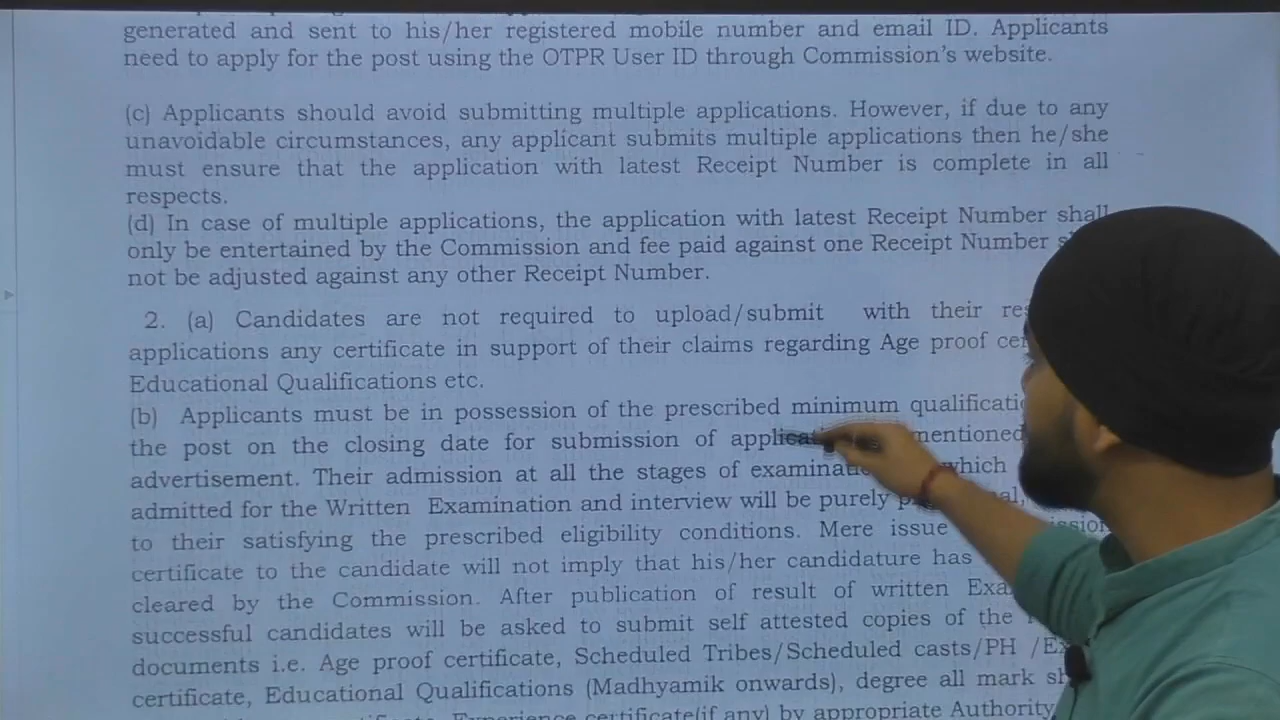 generated and sent to his/her registered mobile number and email ID. Applicants
need to apply for the post using the OTPR User ID through Commission's website.
(c) Applicants should avoid submitting multiple applications. However, if due to any
unavoidable circumstances, any applicant submits multiple applications then he/she
must ensure that the application with latest Receipt Number is complete in all
respects.
(d) In case of multiple applications, the application with latest Receipt Number shall
only be entertained by the Commission and fee paid against one Receipt Number
not be adjusted against any other Receipt Number.
2. (a) Candidates are not required to upload/submit with their
applications any certificate in support of their claims regarding Age proof
Educational Qualifications etc.
(b) Applicants must be in possession of the prescribed minimum
the post on the closing date for submission of mentioned
advertisement. Their admission at all the stages of which
admitted for the Written Examination and interview will be purely
to their satisfying the prescribed eligibility conditions. Mere issue
certificate to the candidate will not imply that his/her candidature has
cleared by the Commission. After publication of result of written
successful candidates will be asked to submit self attested copies of the
documents i.e. Age proof certificate, Scheduled Tribes/Scheduled casts/PH
certificate, Educational Qualifications (Madhyamik onwards), degree all mark
Experience certificate(if any) by appropriate Authority